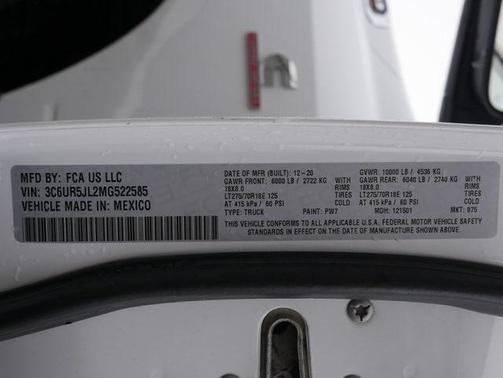 MFD BY: FCA US LLC
VIN: 3C6UR5JL2MG522585
VEHICLE MADE IN: MEXICO
DATE OF MFR (BUILT): 12-20 GVWR: 10000 LB / 4536 KG
GAWR FRONT: 6000 LB / 2722 KG WITH GAWR REAR: 6040 LB / 2740 KG WITH
18X8.0 RIMS 18X8.0 RIMS
LT275/70R18E 125 TIRES LT275/70R18E 125 TIRES
AT 415 kPa / 60 PSI COLD AT 415 kPa / 60 PSI COLD
TYPE: TRUCK PAINT: PW7 MDH: 121501 MKT: 875
THIS VEHICLE CONFORMS TO ALL APPLICABLE U.S.A. FEDERAL MOTOR VEHICLE SAFETY
STANDARDS IN EFFECT ON THE DATE OF MANUFACTURE SHOWN ABOVE.